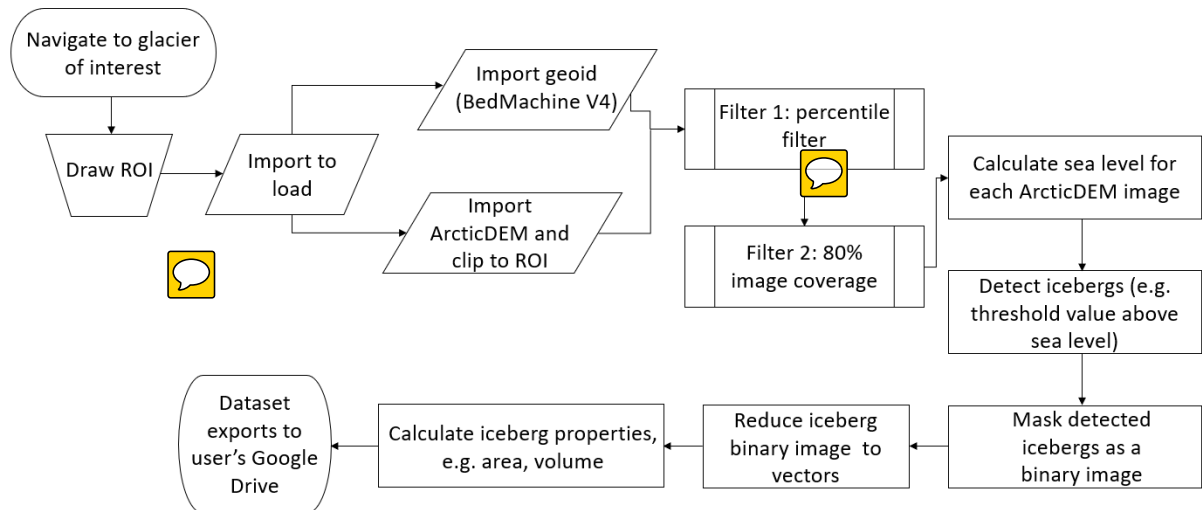 Navigate to glacier
of interest
Draw ROI
Import to
load
Import geoid
(BedMachine V4)
Import
ArcticDEM and
clip to ROI
Filter 1: percentile
filter
Filter 2: 80%
image coverage
Calculate sea level for
each ArcticDEM image
Detect icebergs (e.g.
threshold value above
sea level)
Mask detected
icebergs as a
binary image
Reduce iceberg
binary image to
vectors
Calculate iceberg properties,
e.g. area, volume
Dataset
exports to
user’s Google
Drive